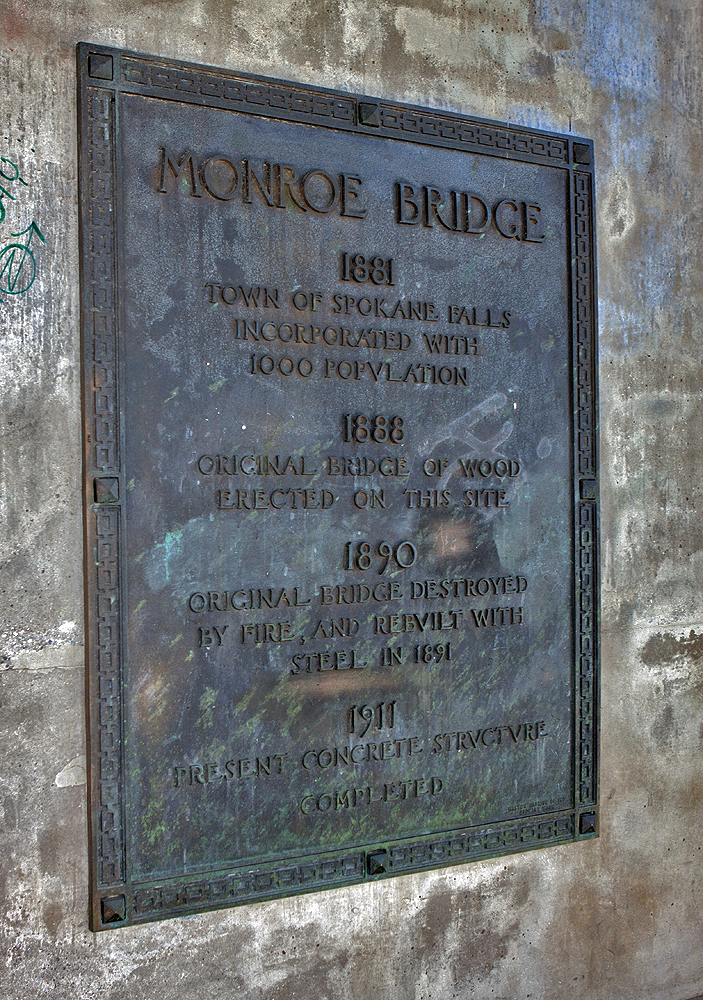 MONROE BRIDGE
1881
TOWN OF SPOKANE FALLS
INCORPORATED WITH
1000 POPVLATION
1888
ORIGINAL BRIDGE OF WOOD
ERECTED ON THIS SITE
1890
ORIGINAL BRIDGE DESTROYED
BY FIRE, AND REBVILT WITH
STEEL IN 1891
1911
PRESENT CONCRETE STRVCTVRE
COMPLETED